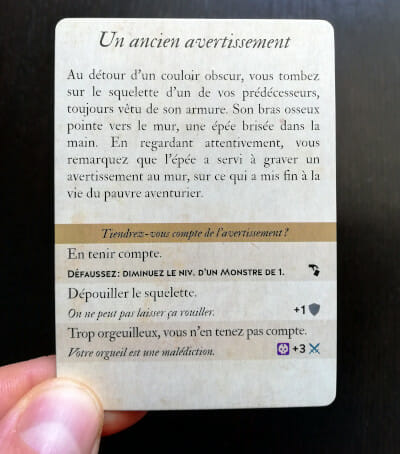 Un ancien avertissement
Au détour d'un couloir obscur, vous tombez
sur le squelette d'un de vos prédécesseurs,
toujours vêtu de son armure. Son bras osseux
pointe vers le mur, une épée brisée dans la
main. En regardant attentivement, vous
remarquez que l'épée a servi à graver un
avertissement au mur, sur ce qui a mis fin à la
vie du pauvre aventurier.
Tiendrez-vous compte de l'avertissement ?
En tenir compte.
DÉFAUSSEZ: DIMINUEZ LE NIV. D'UN MONSTRE DE 1.
Dépouiller le squelette.
On ne peut pas laisser ça rouiller. +1
Trop orgueilleux, vous n'en tenez pas compte.
Votre orgueil est une malédiction. +3